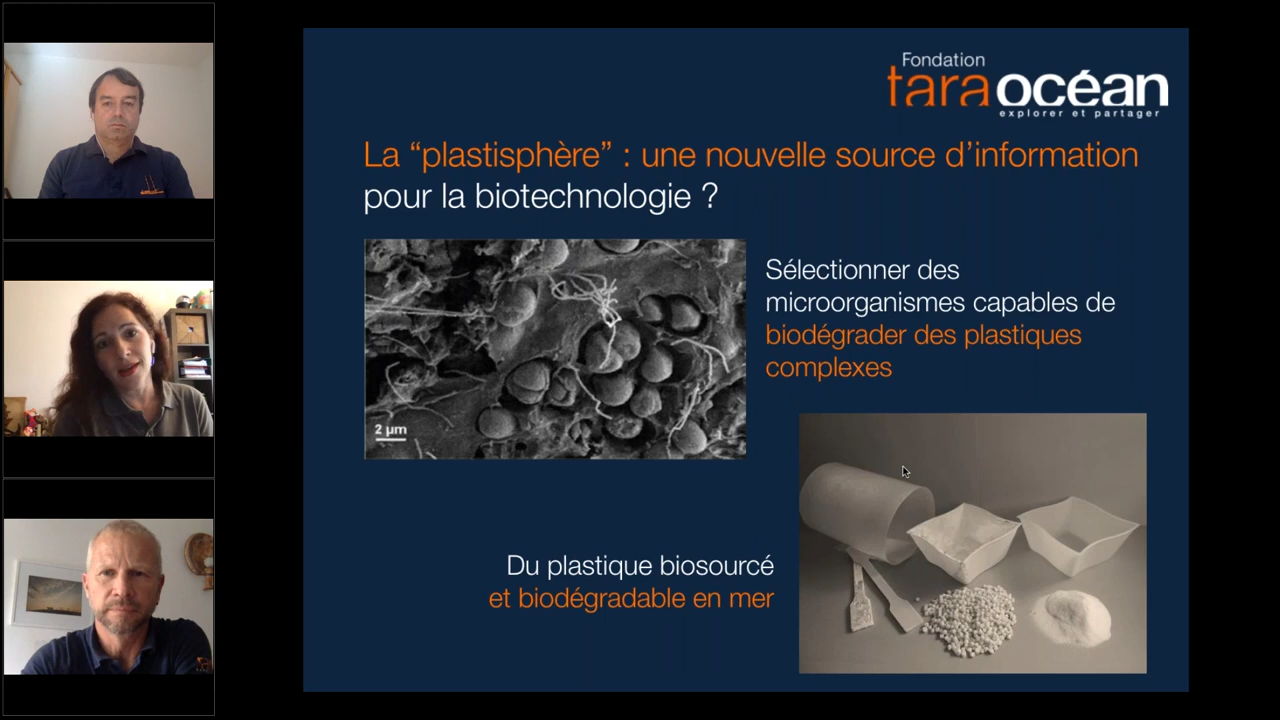 Fondation
tara océan
explorer et partager
La “plastisphère” : une nouvelle source d’information
pour la biotechnologie ?
Sélectionner des
microorganismes capables de
biodégrader des plastiques
complexes
2 µm
Du plastique biosourcé
et biodégradable en mer